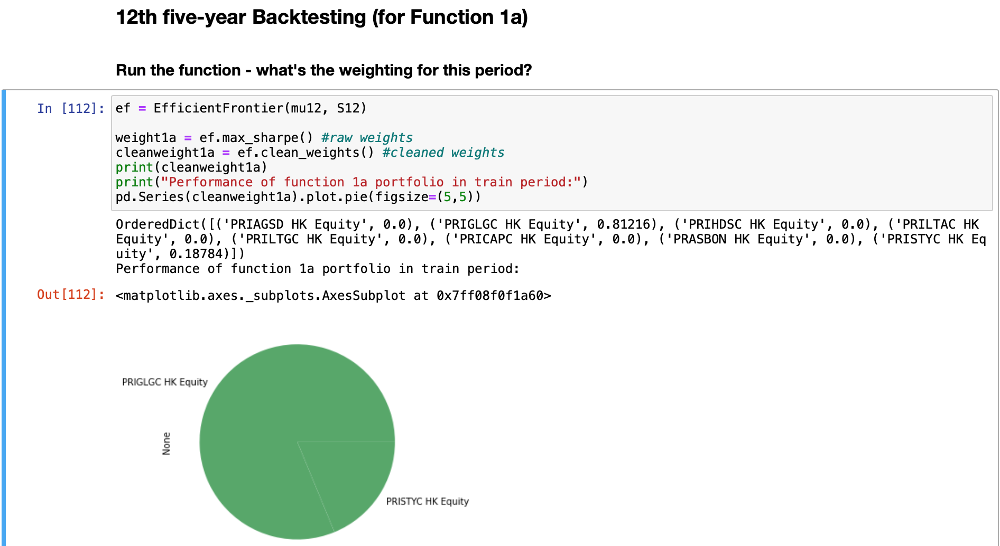 12th five-year Backtesting (for Function 1a)
Run the function - what's the weighting for this period?
In [112]: ef = EfficientFrontier(mu12, S12)
weight1a = ef.max_sharpe() #raw weights
cleanweight1a = ef.clean_weights() #cleaned weights
print(cleanweight1a)
print("Performance of function 1a portfolio in train period:")
pd.Series(cleanweight1a).plot.pie(figsize=(5,5))
OrderedDict([('PRIAGSD HK Equity', 0.0), ('PRIGLGC HK Equity', 0.81216), ('PRIHDSC HK Equity', 0.0), ('PRILTAC HK
Equity', 0.0), ('PRILTGC HK Equity', 0.0), ('PRICAPC HK Equity', 0.0), ('PRASBON HK Equity', 0.0), ('PRISTYC HK Eq
uity', 0.18784)])
Performance of function 1a portfolio in train period:
Out[112]: <matplotlib.axes._subplots.AxesSubplot at 0x7ff08f0f1a60>
PRIGLGC HK Equity
None
PRISTYC HK Equity